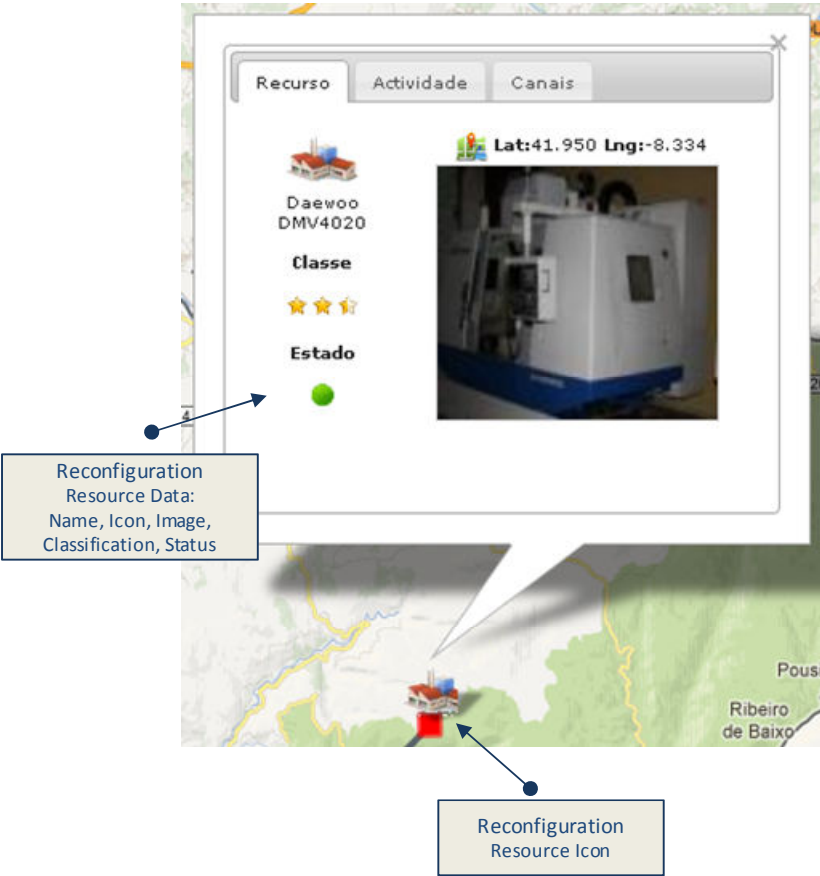 Recurso Actividade Canais
Lat:41.950 Lng:-8.334
Daewoo
DMV4020
Classe
Estado
4
Reconfiguration
Resource Data:
Name, Icon, Image,
Classification, Status
Pous
Ribeiro
de Baixo
Reconfiguration
Resource Icon